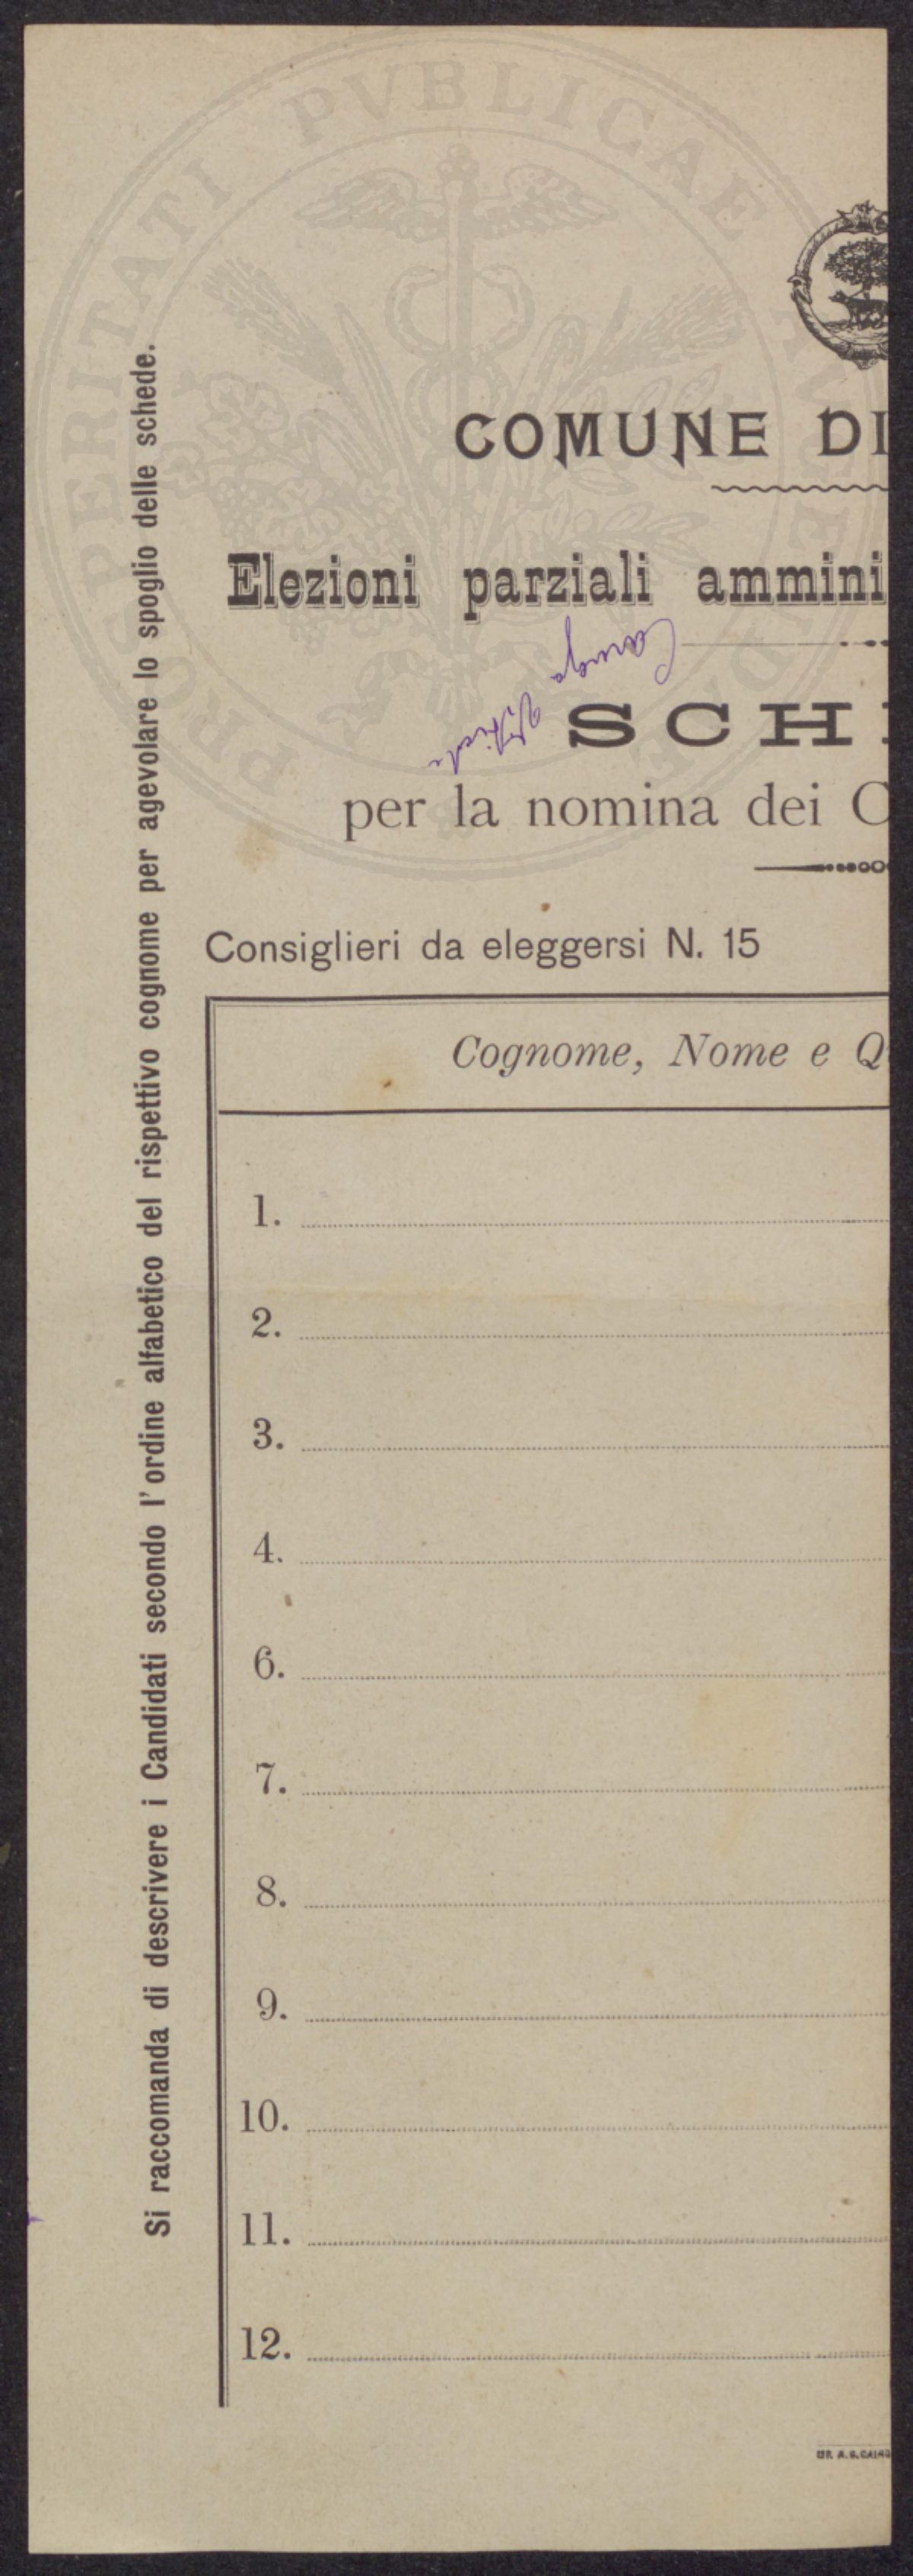 PROSPERITATI PVBLICAE
COMUNE DI
Elezioni parziali ammini
SCH
per la nomina dei C
Consiglieri da eleggersi N. 15
Cognome, Nome e Q
1.
2.
3.
4.
6.
7.
8.
9.
10.
11.
12.
Si raccomanda di descrivere i Candidati secondo l'ordine alfabetico del rispettivo cognome per agevolare lo spoglio delle schede.